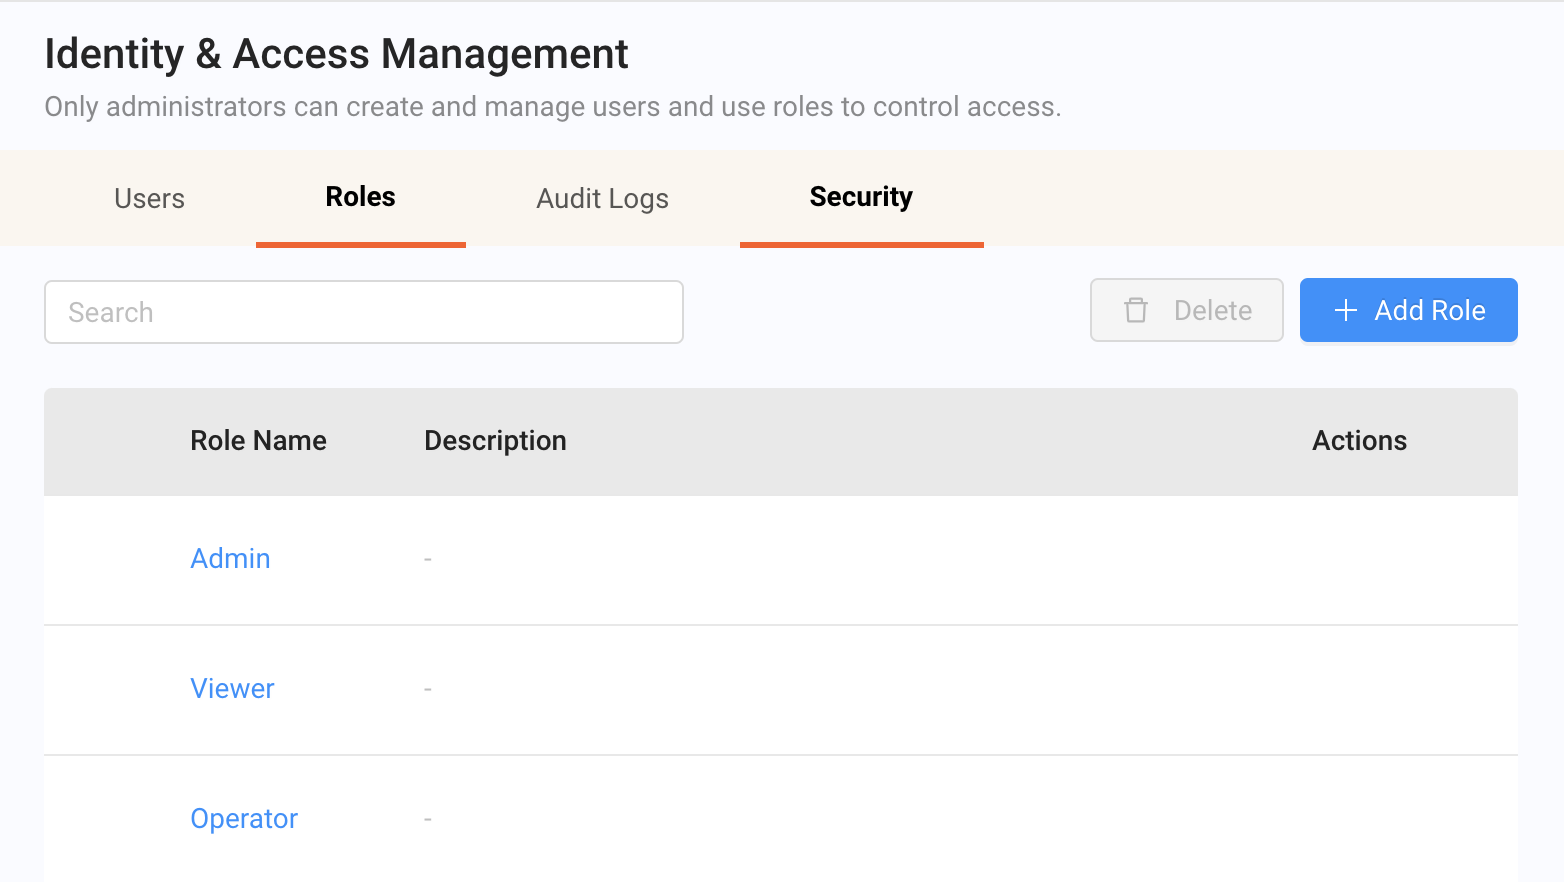 Identity & Access Management
Only administrators can create and manage users and use roles to control access.
Users Roles Audit Logs Security
Search Delete + Add Role
Role Name Description Actions
Admin -
Viewer -
Operator -